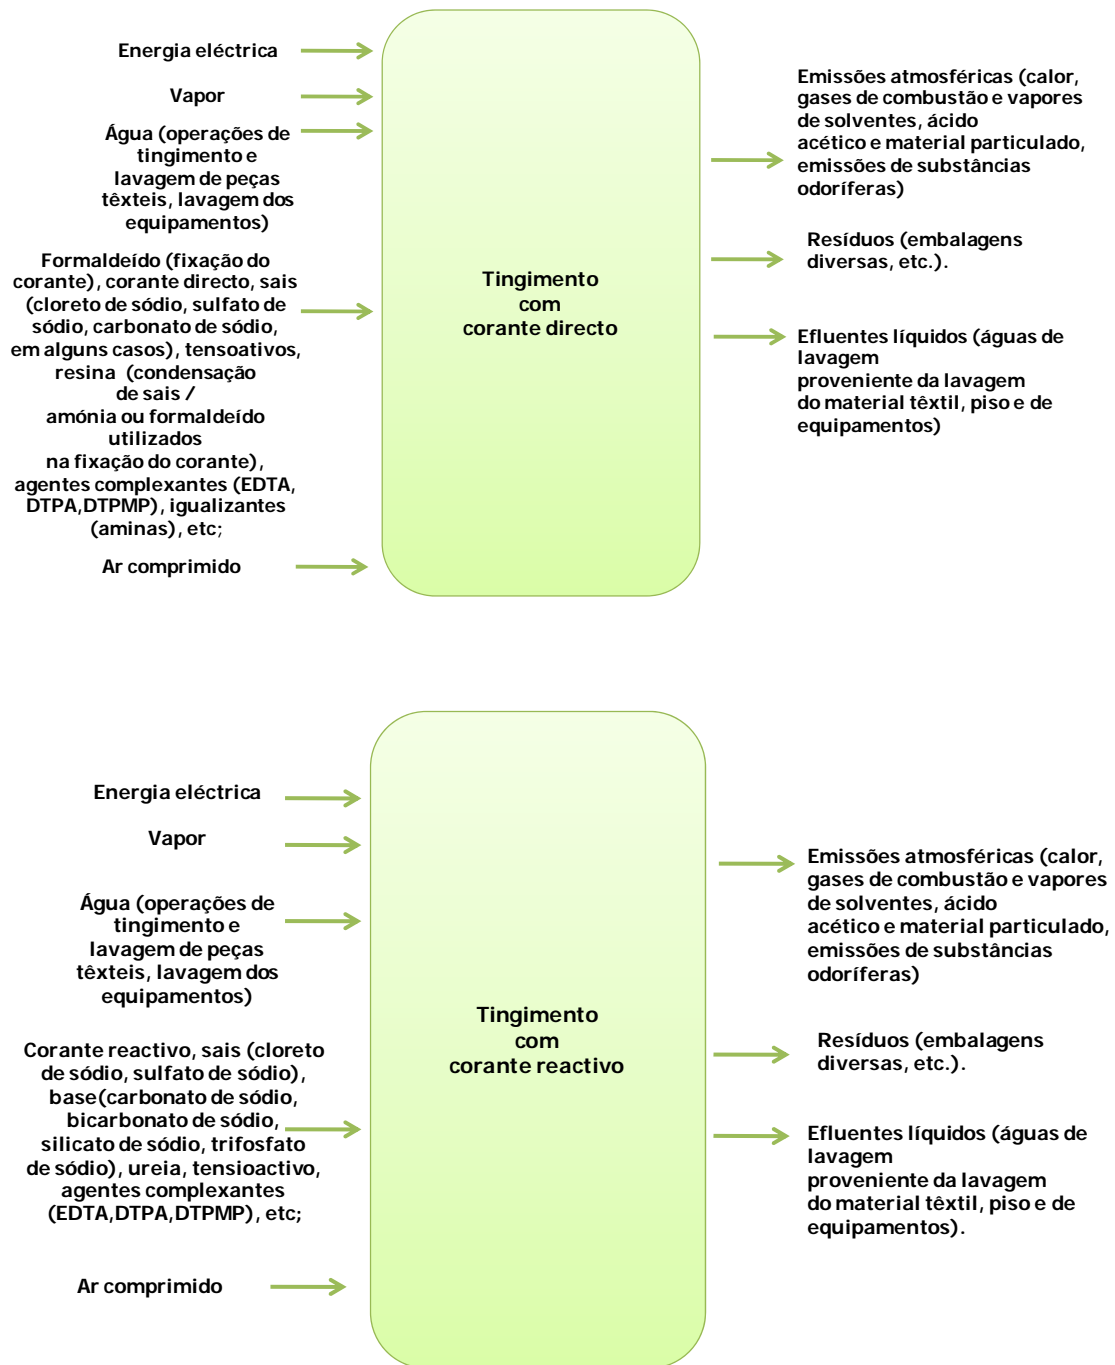 Energia eléctrica
Vapor
Água (operações de
tingimento e
lavagem de peças
têxteis, lavagem dos
equipamentos)
Formaldeído (fixação do
corante), corante directo, sais
(cloreto de sódio, sulfato de
sódio, carbonato de sódio,
em alguns casos), tensoativos,
resina (condensação
de sais /
amónia ou formaldeído
utilizados
na fixação do corante),
agentes complexantes (EDTA,
DTPA,DTPMP), igualizantes
(aminas), etc;
Ar comprimido
Tingimento
com
corante directo
Emissões atmosféricas (calor,
gases de combustão e vapores
de solventes, ácido
acético e material particulado,
emissões de substâncias
odoríferas)
Resíduos (embalagens
diversas, etc.).
Efluentes líquidos (águas de
lavagem
proveniente da lavagem
do material têxtil, piso e de
equipamentos)
Energia eléctrica
Vapor
Água (operações de
tingimento e
lavagem de peças
têxteis, lavagem dos
equipamentos)
Corante reactivo, sais (cloreto
de sódio, sulfato de sódio),
base(carbonato de sódio,
bicarbonato de sódio,
silicato de sódio, trifosfato
de sódio), ureia, tensioactivo,
agentes complexantes
(EDTA,DTPA,DTPMP), etc;
Ar comprimido
Tingimento
com
corante reactivo
Emissões atmosféricas (calor,
gases de combustão e vapores
de solventes, ácido
acético e material particulado,
emissões de substâncias
odoríferas)
Resíduos (embalagens
diversas, etc.).
Efluentes líquidos (águas de
lavagem
proveniente da lavagem
do material têxtil, piso e de
equipamentos).